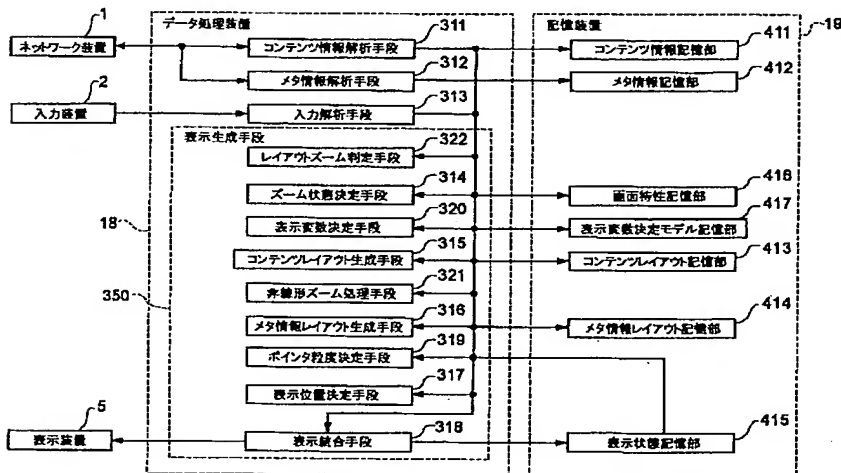 データ処理装置
記憶装置
19
1
ネットワーク装置
311
コンテンツ情報解析手段
411
コンテンツ情報記憶部
312
メタ情報解析手段
412
メタ情報記憶部
2
入力装置
313
入力解析手段
表示生成手段
322
レイアウトズーム判定手段
314
ズーム状態決定手段
416
画面特性記憶部
320
表示変数決定手段
417
表示変数決定モデル記憶部
18
315
コンテンツレイアウト生成手段
413
コンテンツレイアウト記憶部
350
321
非線形ズーム処理手段
316
メタ情報レイアウト生成手段
414
メタ情報レイアウト記憶部
319
ポインタ粒度決定手段
317
表示位置決定手段
5
表示装置
318
表示統合手段
415
表示状態記憶部